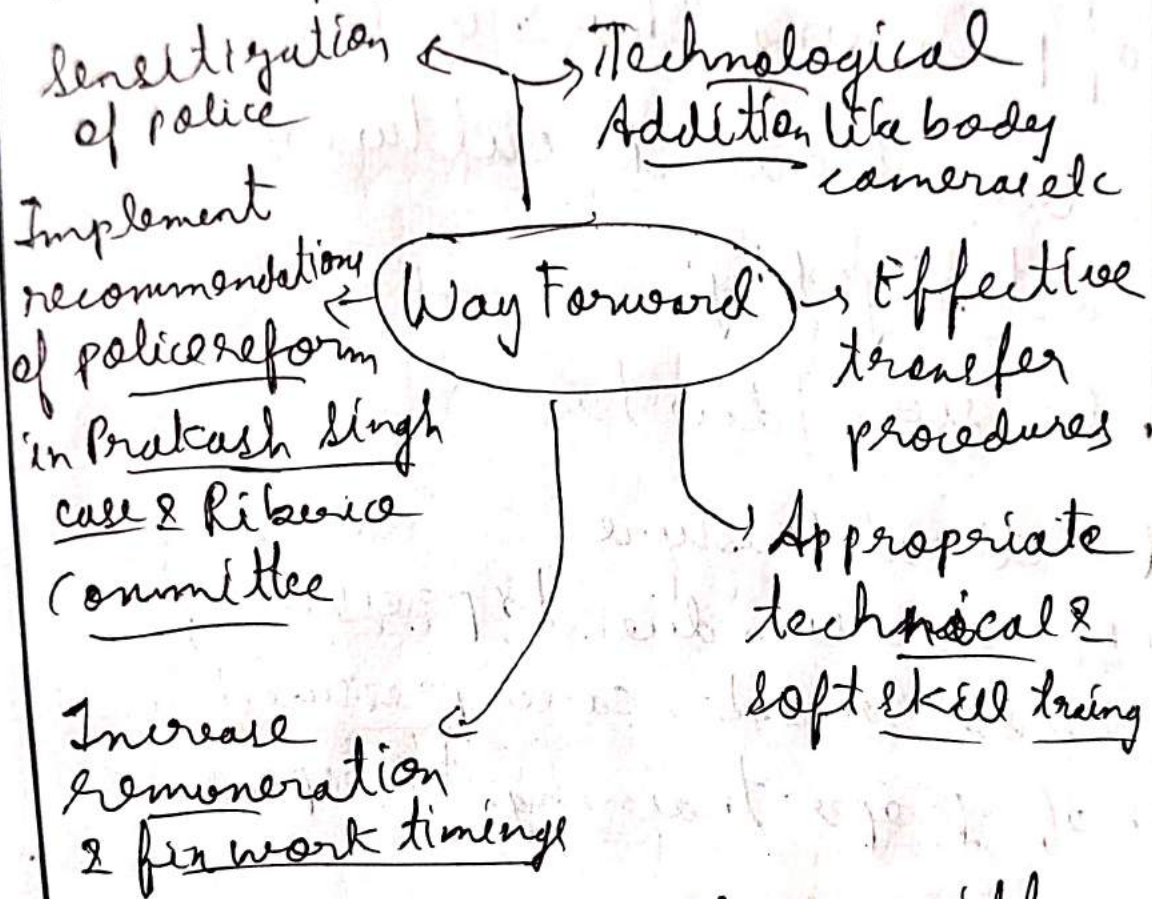 Sensitization
of police
Technological
Addition like body
cameras etc
Implement
recommendations
of police reform
in Prakash Singh
case & Riberio
Committee
Way Forward
Effective
transfer
procedures.
Appropriate
technical &
soft skill traing
Increase
remuneration
& fix work timings